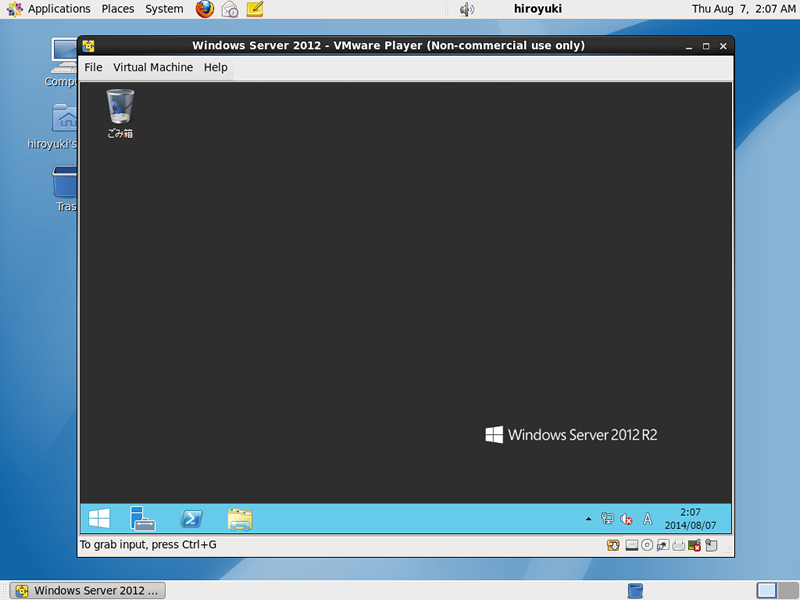 Applications Places System hiroyuki Thu Aug 7, 2:07 AM
Windows Server 2012 - VMware Player (Non-commercial use only)
File Virtual Machine Help
Comp
hiroyuki's
Tras
ごみ箱
Windows Server 2012 R2
A
2:07
2014/08/07
To grab input, press Ctrl+G
Windows Server 2012 ...